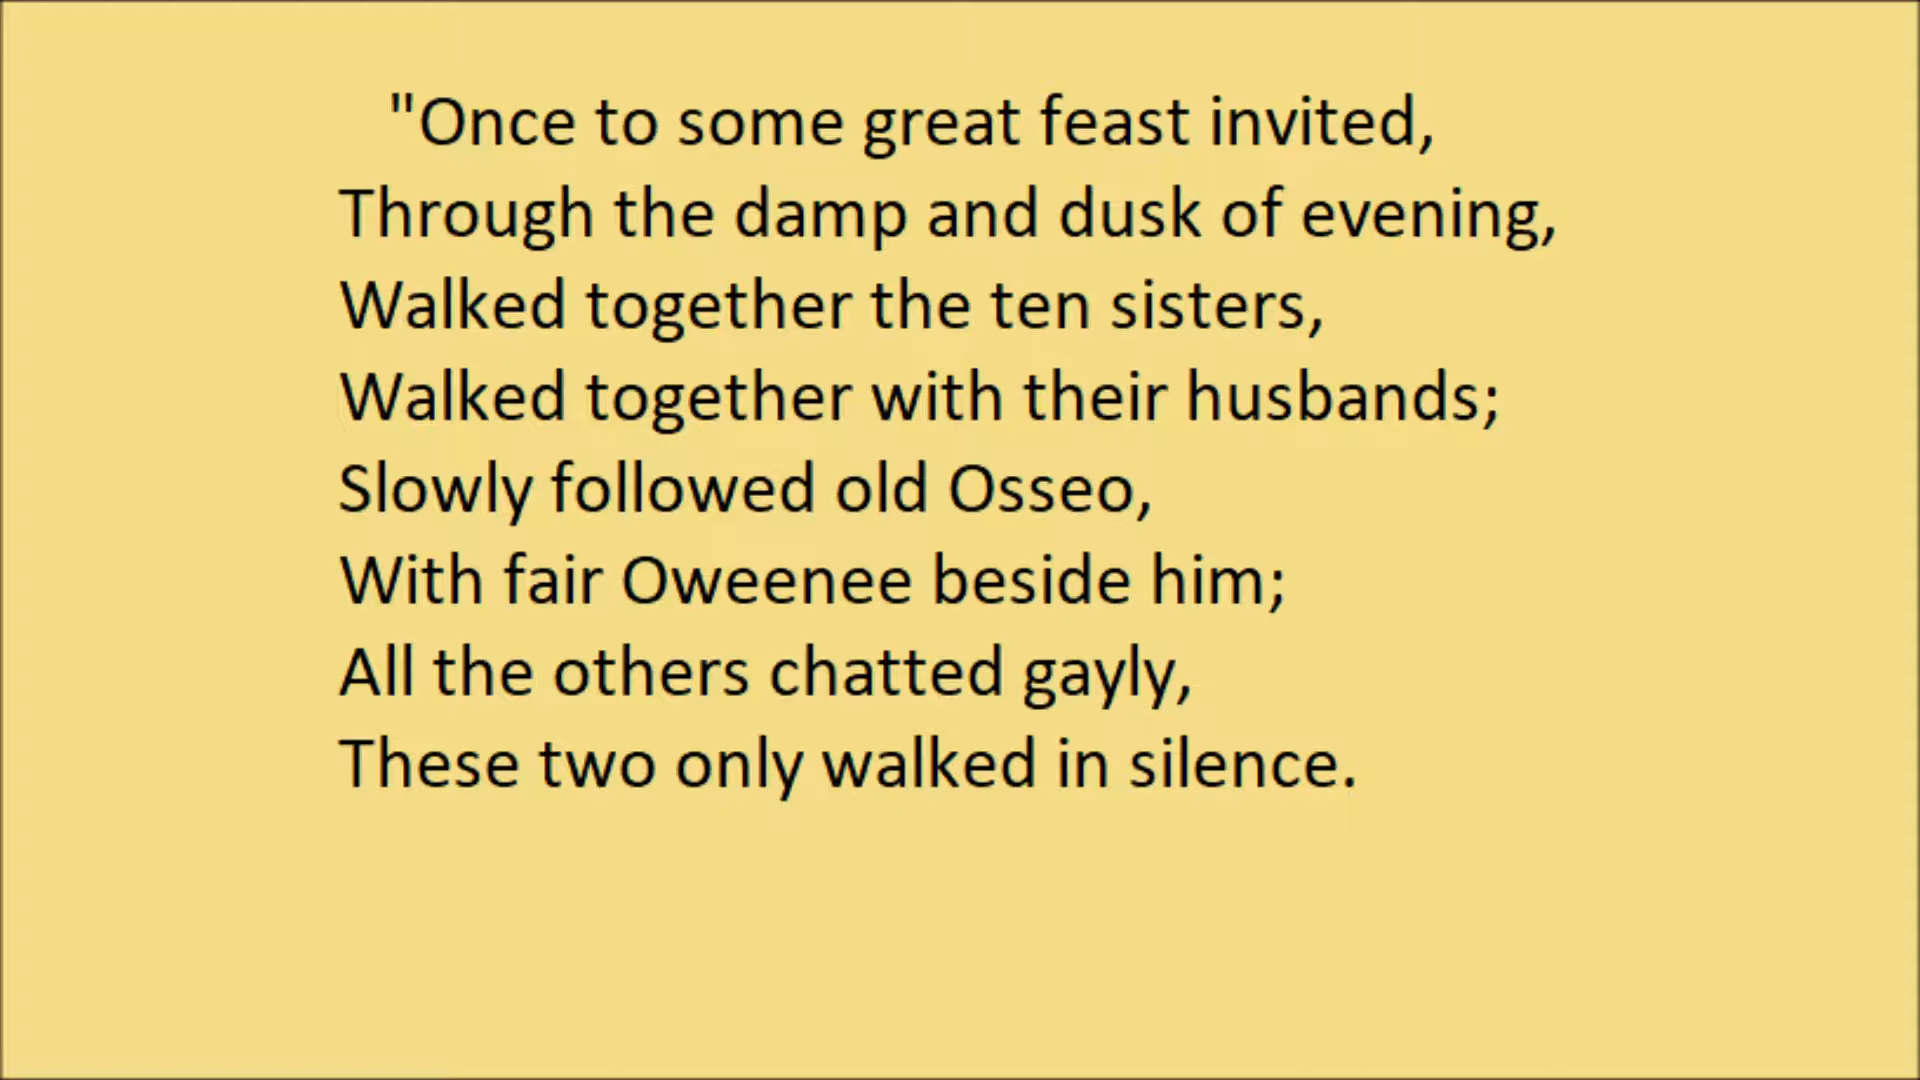 "Once to some great feast invited,
Through the damp and dusk of evening,
Walked together the ten sisters,
Walked together with their husbands;
Slowly followed old Osseo,
With fair Oweenee beside him;
All the others chatted gayly,
These two only walked in silence.